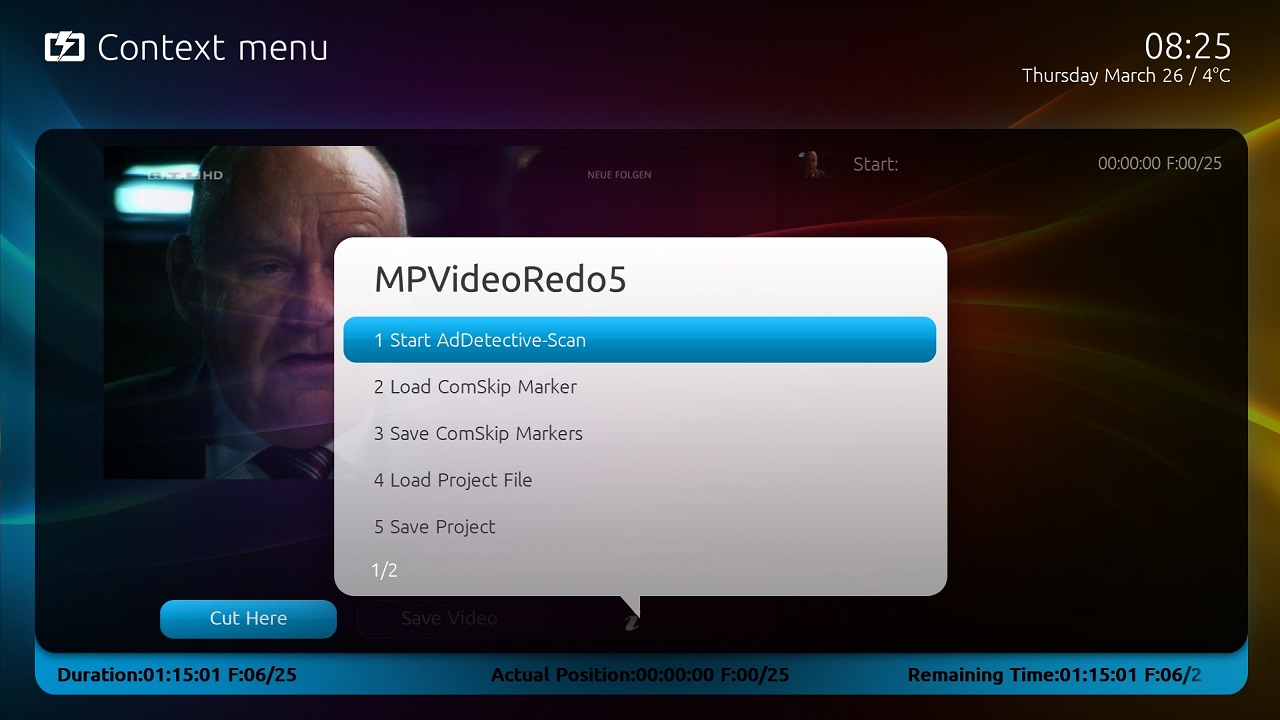 Context menu
08:25
Thursday March 26 / 4°C
RTL HD
NEUE FOLGEN
Start:
00:00:00 F:00/25
MPVideoRedo5
1 Start AdDetective-Scan
2 Load ComSkip Marker
3 Save ComSkip Markers
4 Load Project File
5 Save Project
1/2
Cut Here
Save Video
i
Duration:01:15:01 F:06/25
Actual Position:00:00:00 F:00/25
Remaining Time:01:15:01 F:06/2